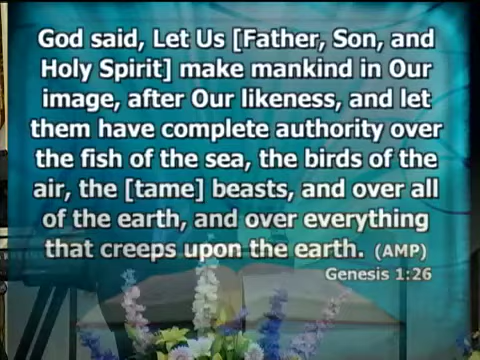 God said, Let Us [Father, Son, and
Holy Spirit] make mankind in Our
image, after Our likeness, and let
them have complete authority over
the fish of the sea, the birds of the
air, the [tame] beasts, and over all
of the earth, and over everything
that creeps upon the earth. (AMP)
Genesis 1:26